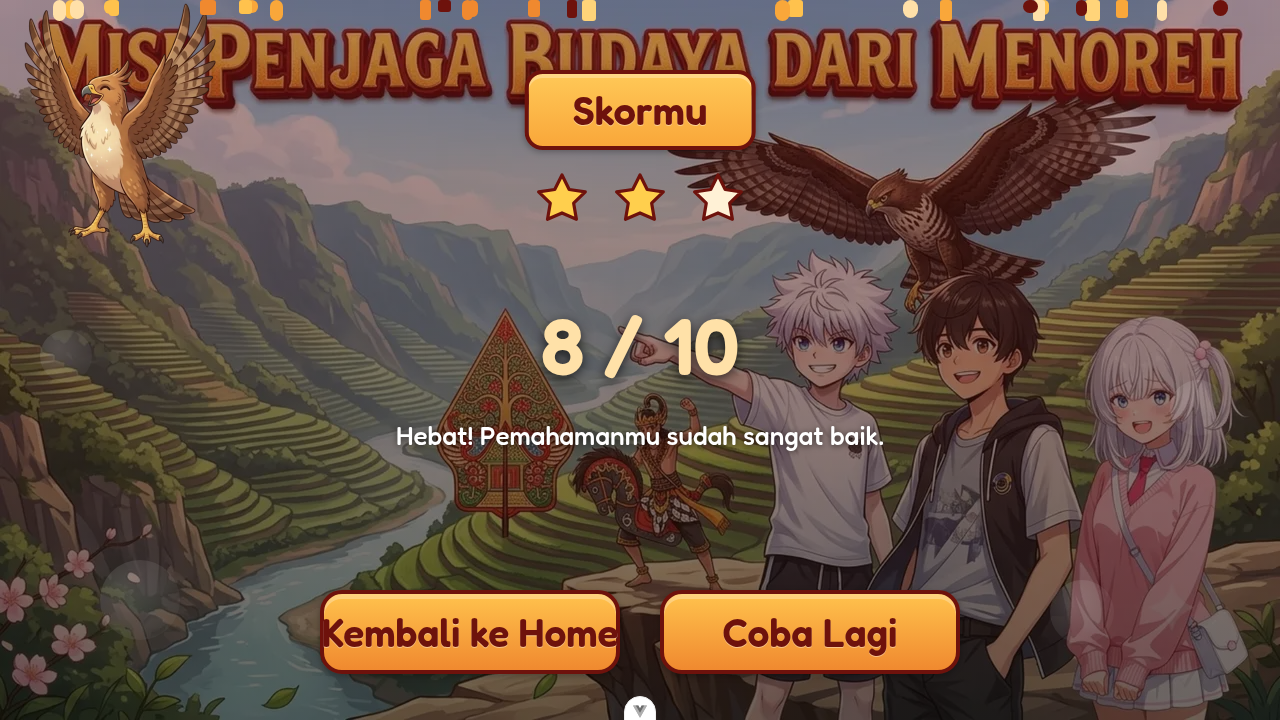 MISI PENJAGA BUDAYA DARI MENOREH
Skormu
8 / 10
Hebat! Pemahamanmu sudah sangat baik.
Kembali ke Home
Coba Lagi